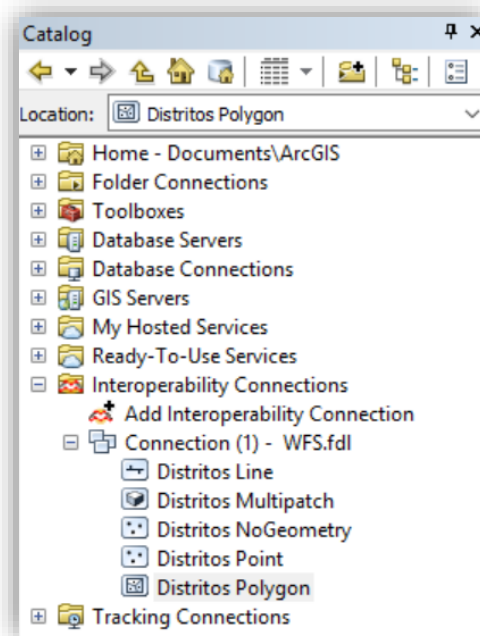 Catalog
Location: Distritos Polygon
Home - Documents\ArcGIS
Folder Connections
Toolboxes
Database Servers
Database Connections
GIS Servers
My Hosted Services
Ready-To-Use Services
Interoperability Connections
Add Interoperability Connection
Connection (1) - WFS.fdl
Distritos Line
Distritos Multipatch
Distritos NoGeometry
Distritos Point
Distritos Polygon
Tracking Connections